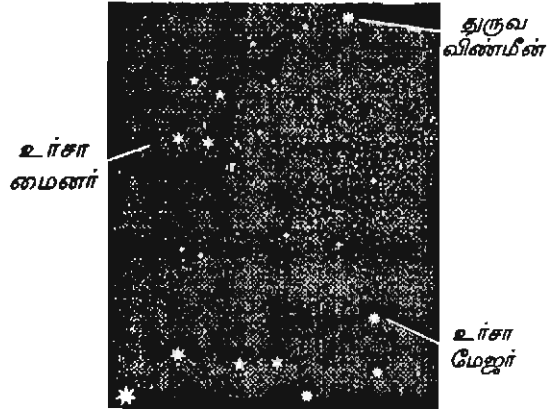 துருவ
விண்மீன்
உர்சா
மைனர்
உர்சா
மேஜர்